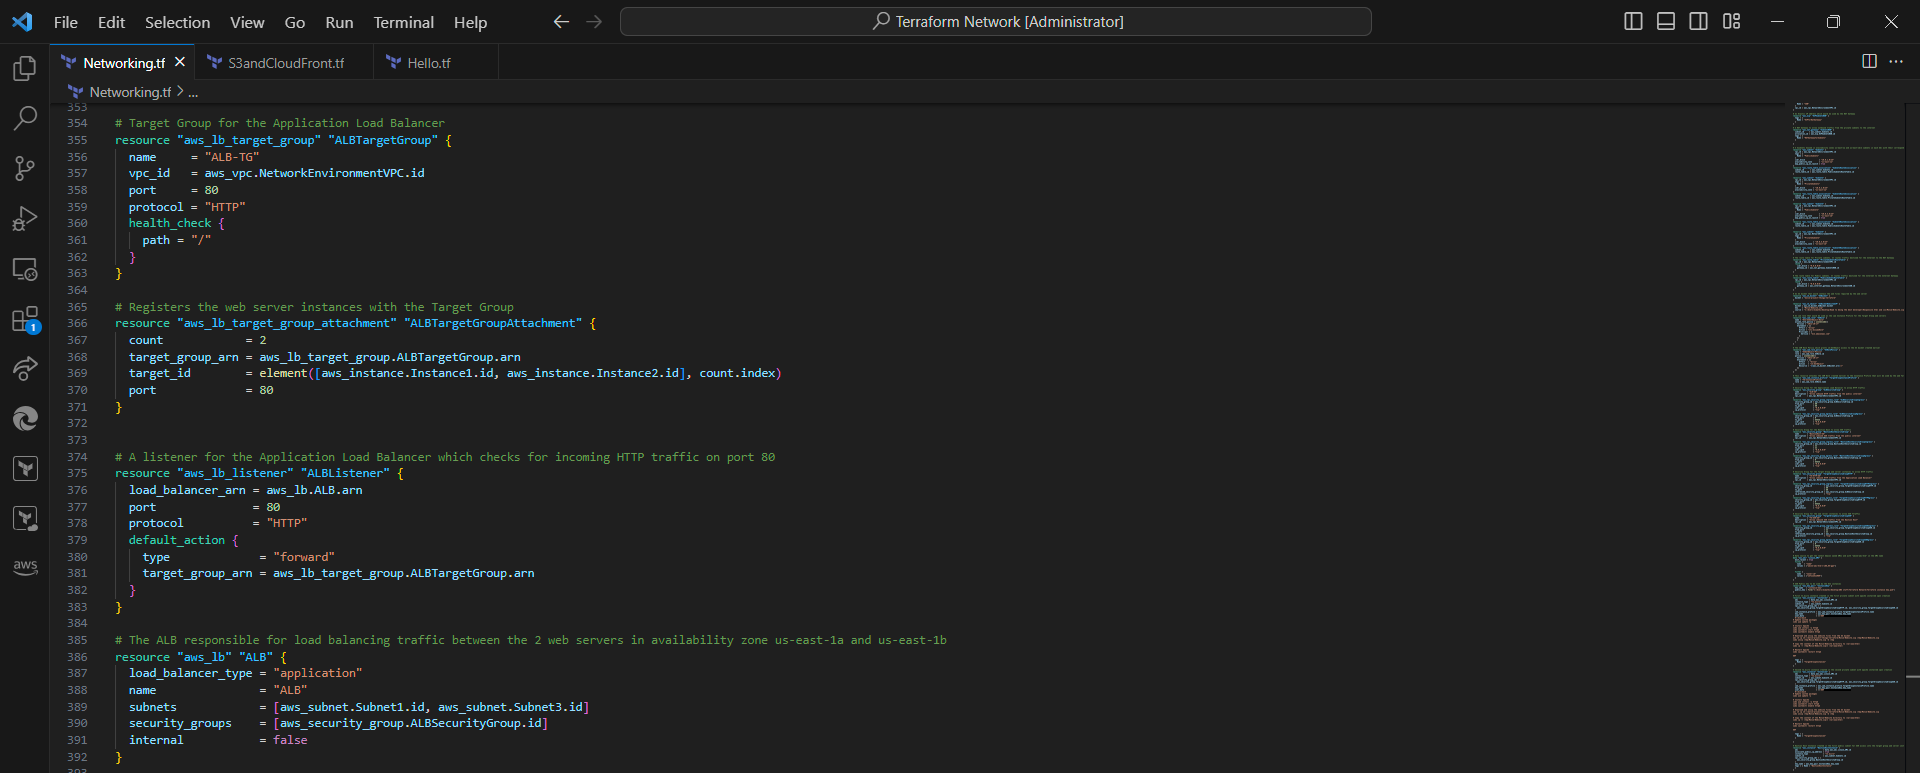 File Edit Selection View Go Run Terminal Help Terraform Network [Administrator]
Networking.tf S3andCloudFront.tf Hello.tf
Networking.tf > ...
353
354 # Target Group for the Application Load Balancer
355 resource "aws_lb_target_group" "ALBTargetGroup" {
356 name = "ALB-TG"
357 vpc_id = aws_vpc.NetworkEnvironmentVPC.id
358 port = 80
359 protocol = "HTTP"
360 health_check {
361 path = "/"
362 }
363 }
364
365 # Registers the web server instances with the Target Group
366 resource "aws_lb_target_group_attachment" "ALBTargetGroupAttachment" {
367 count = 2
368 target_group_arn = aws_lb_target_group.ALBTargetGroup.arn
369 target_id = element([aws_instance.Instance1.id, aws_instance.Instance2.id], count.index)
370 port = 80
371 }
372
373
374 # A listener for the Application Load Balancer which checks for incoming HTTP traffic on port 80
375 resource "aws_lb_listener" "ALBListener" {
376 load_balancer_arn = aws_lb.ALB.arn
377 port = 80
378 protocol = "HTTP"
379 default_action {
380 type = "forward"
381 target_group_arn = aws_lb_target_group.ALBTargetGroup.arn
382 }
383 }
384
385 # The ALB responsible for load balancing traffic between the 2 web servers in availability zone us-east-1a and us-east-1b
386 resource "aws_lb" "ALB" {
387 load_balancer_type = "application"
388 name = "ALB"
389 subnets = [aws_subnet.Subnet1.id, aws_subnet.Subnet3.id]
390 security_groups = [aws_security_group.ALBSecurityGroup.id]
391 internal = false
392 }
393
1
aws